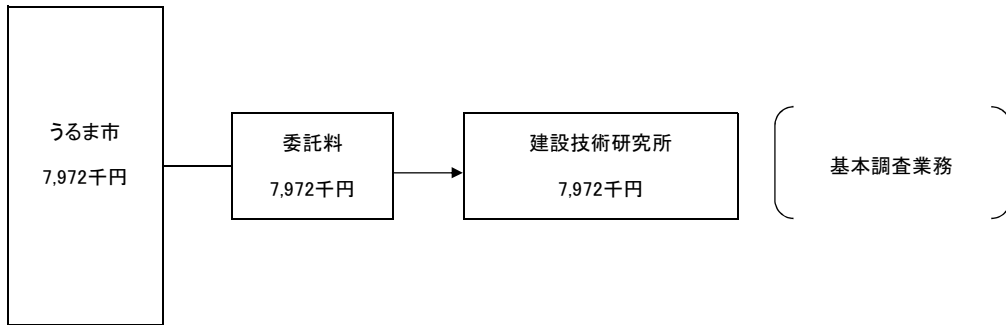 うるま市
7,972千円
委託料
7,972千円
建設技術研究所
7,972千円
基本調査業務